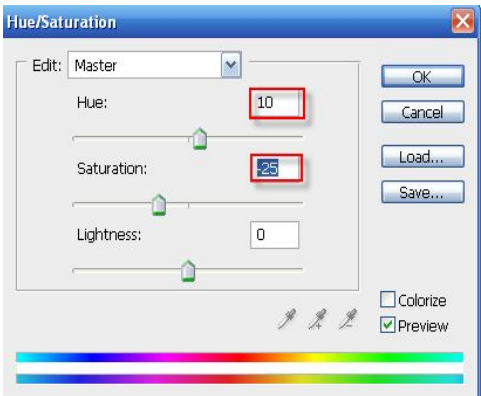 Hue/Saturation
Edit: Master
OK
Hue: 10
Cancel
Load...
Saturation: -25
Save...
Lightness: 0
Colorize
Preview